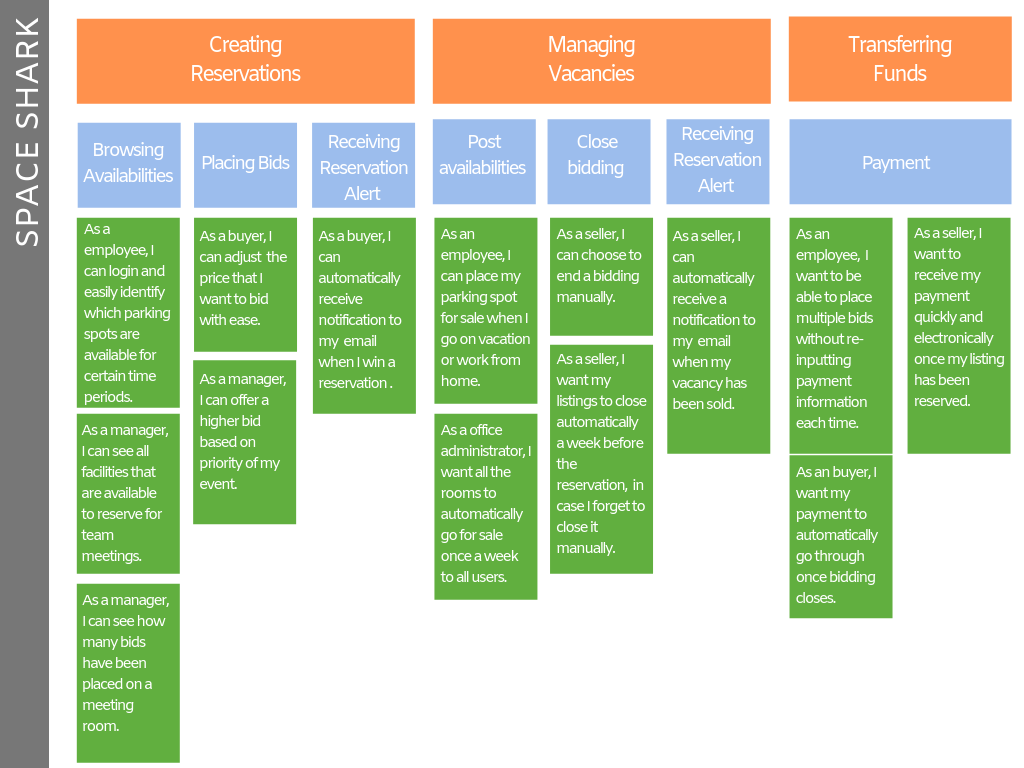 SPACE SHARK
Creating
Reservations
Managing
Vacancies
Transferring
Funds
Browsing
Availabilities
Placing Bids
Receiving
Reservation
Alert
Post
availabilities
Close
bidding
Receiving
Reservation
Alert
Payment
As a
employee, I
can login and
easily identify
which parking
spots are
available for
certain time
periods.
As a manager,
I can see all
facilities that
are available
to reserve for
team
meetings.
As a manager,
I can see how
many bids
have been
placed on a
meeting
room.
As a buyer, I
can adjust the
price that I
want to bid
with ease.
As a manager,
I can offer a
higher bid
based on
priority of my
event.
As a buyer, I
can
automatically
receive
notification to
my email
when I win a
reservation .
As an
employee, I
can place my
parking spot
for sale when I
go on vacation
or work from
home.
As a office
administrator, I
want all the
rooms to
automatically
go for sale
once a week
to all users.
As a seller, I
can choose to
end a bidding
manually.
As a seller, I
want my
listings to close
automatically
a week before
the
reservation, in
case I forget to
close it
manually.
As a seller, I
can
automatically
receive a
notification to
my email
when my
vacancy has
been sold.
As an
employee, I
want to be
able to place
multiple bids
without re-
inputting
payment
information
each time.
As an buyer, I
want my
payment to
automatically
go through
once bidding
closes.
As a seller, I
want to
receive my
payment
quickly and
electronically
once my listing
has been
reserved.